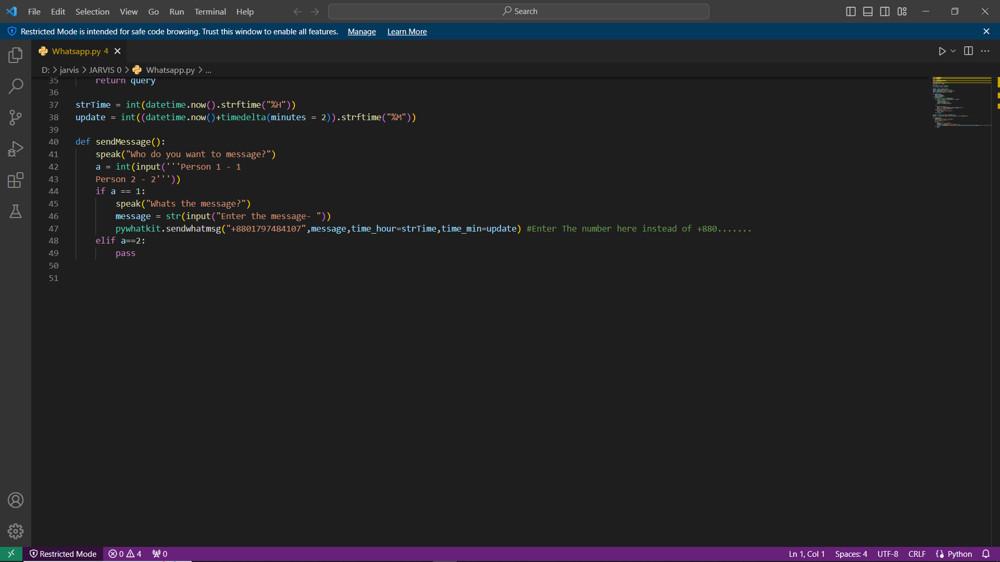 File Edit Selection View Go Run Terminal Help Search
Restricted Mode is intended for safe code browsing. Trust this window to enable all features. Manage Learn More
Whatsapp.py 4
D: > jarvis > JARVIS 0 > Whatsapp.py > ...
35 return query
36
37 strTime = int(datetime.now().strftime("%H"))
38 update = int((datetime.now()+timedelta(minutes = 2)).strftime("%M"))
39
40 def sendMessage():
41 speak("Who do you want to message?")
42 a = int(input('''Person 1 - 1
43 Person 2 - 2'''))
44 if a == 1:
45 speak("Whats the message?")
46 message = str(input("Enter the message- "))
47 pywhatkit.sendwhatmsg("+8801797484107",message,time_hour=strTime,time_min=update) #Enter The number here instead of +880.......
48 elif a==2:
49 pass
50
51
Restricted Mode 0 4 0 Ln 1, Col 1 Spaces: 4 UTF-8 CRLF Python